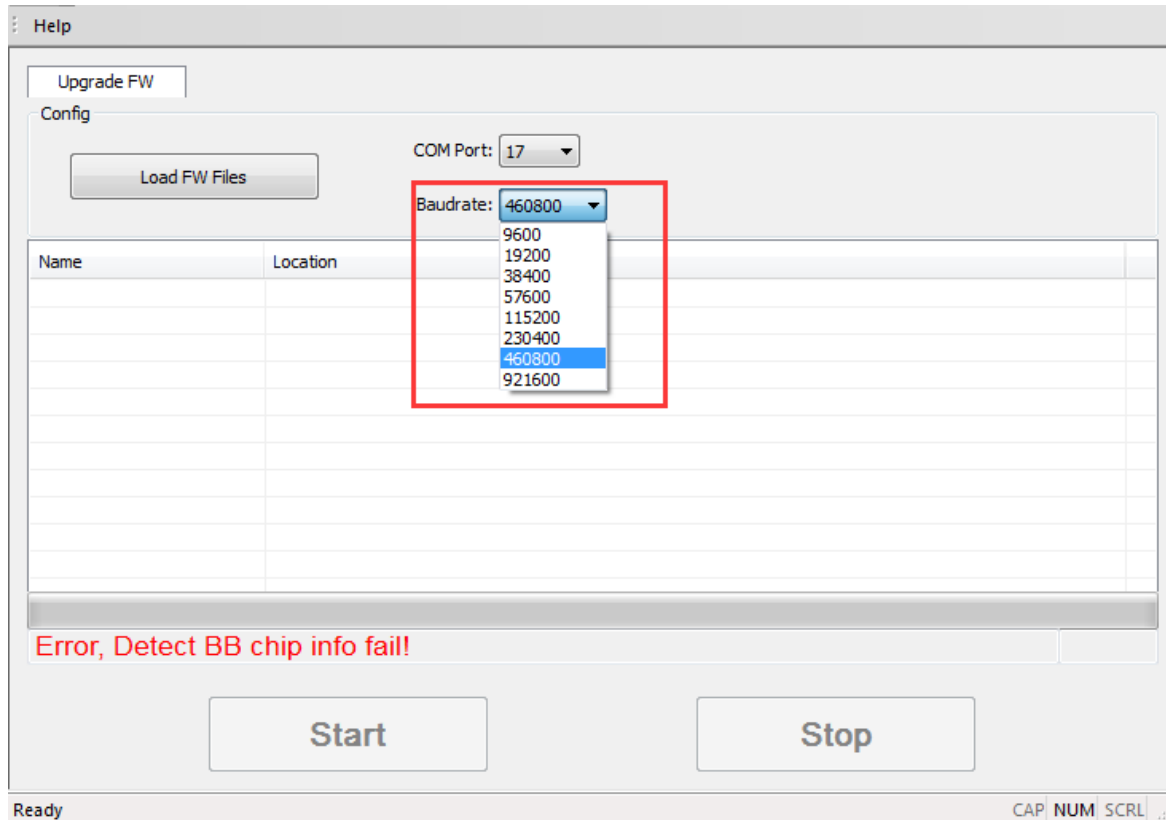 Help
Upgrade FW
Config
Load FW Files
COM Port: 17
Baudrate: 460800
9600
19200
38400
57600
115200
230400
460800
921600
Name Location
Error, Detect BB chip info fail!
Start Stop
Ready CAP NUM SCRL